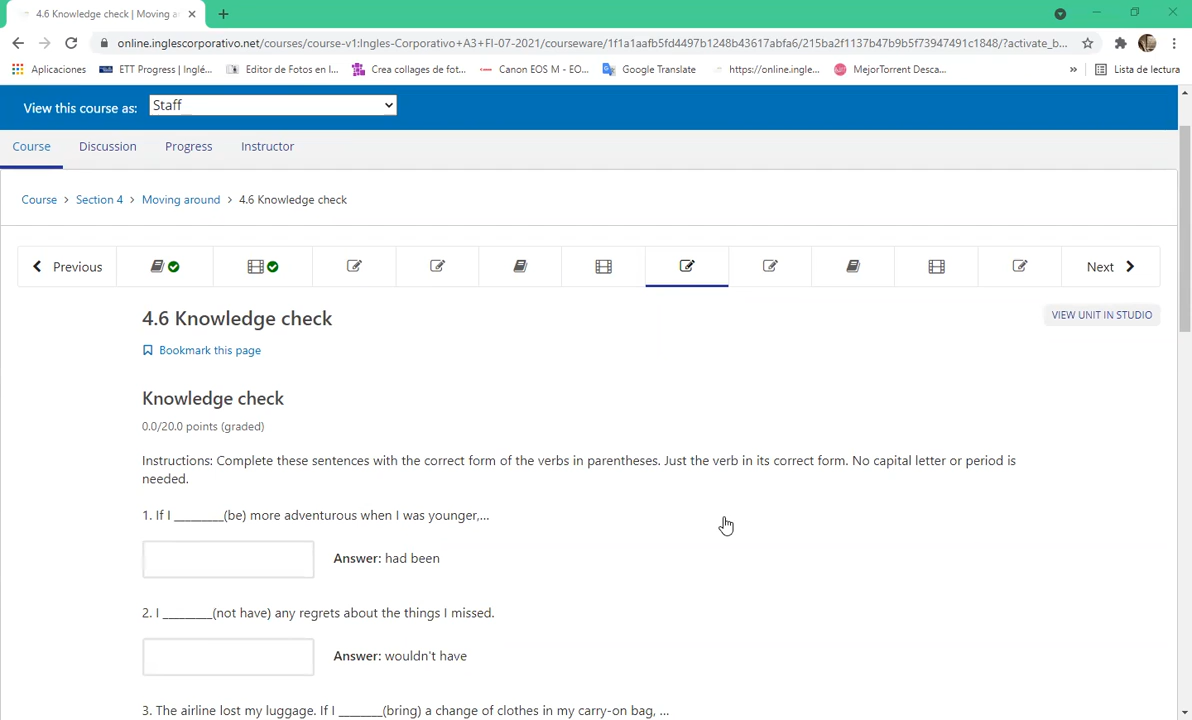 4.6 Knowledge check | Moving a
online.inglescorporativo.net/courses/course-v1:Ingles-Corporativo+A3+FI-07-2021/courseware/1f1a1aafb5fd4497b1248b43617abfa6/215ba2f1137b47b9b5f73947491c1848/?activate_b...
Aplicaciones ETT Progress | Inglé... Editor de Fotos en l... Crea collages de fot... Canon EOS M - EO... Google Translate https://online.ingle... MejorTorrent Desca... » Lista de lectura
View this course as: Staff
Course Discussion Progress Instructor
Course > Section 4 > Moving around > 4.6 Knowledge check
Previous Next
4.6 Knowledge check
VIEW UNIT IN STUDIO
Bookmark this page
Knowledge check
0.0/20.0 points (graded)
Instructions: Complete these sentences with the correct form of the verbs in parentheses. Just the verb in its correct form. No capital letter or period is
needed.
1. If I ________(be) more adventurous when I was younger,...
Answer: had been
2. I ________(not have) any regrets about the things I missed.
Answer: wouldn't have
3. The airline lost my luggage. If I _______(bring) a change of clothes in my carry-on bag, ...